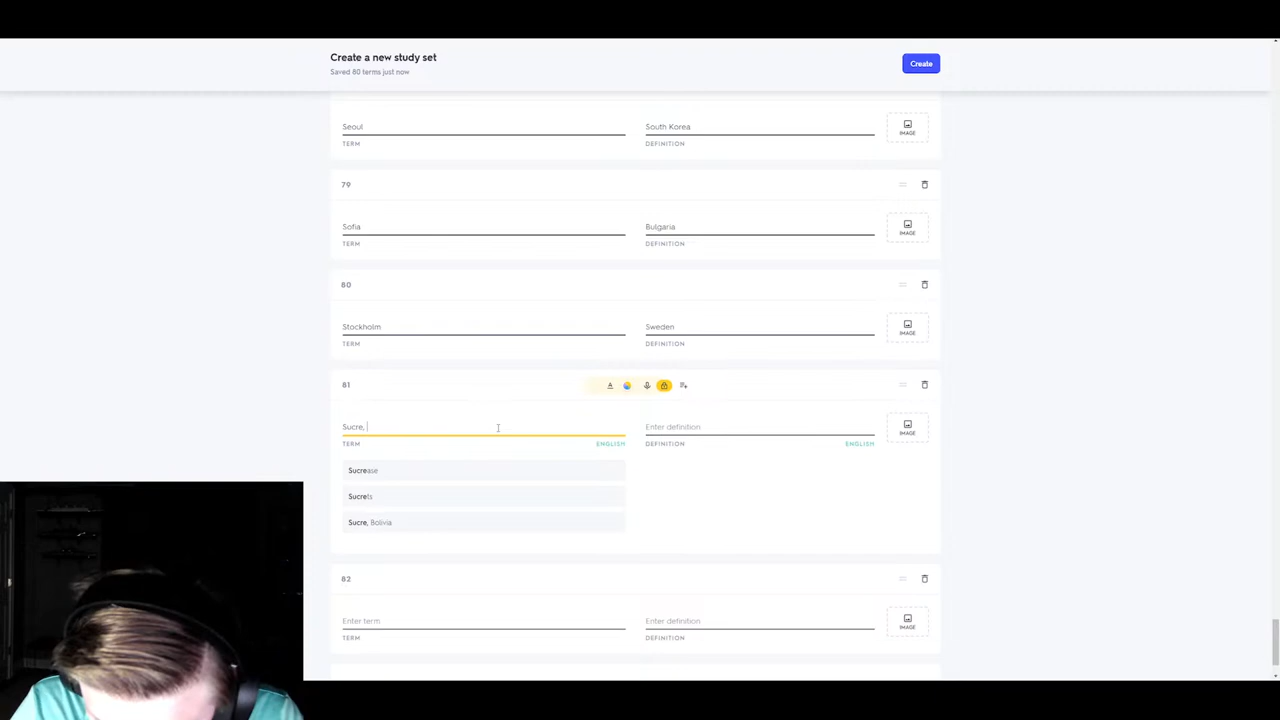 Create a new study set
Saved 80 terms just now
Create
Seoul
South Korea
TERM
DEFINITION
IMAGE
79
Sofia
Bulgaria
TERM
DEFINITION
IMAGE
80
Stockholm
Sweden
TERM
DEFINITION
IMAGE
81
Sucre,
Enter definition
TERM
ENGLISH
DEFINITION
ENGLISH
IMAGE
Sucrease
Sucrets
Sucre, Bolivia
82
Enter term
Enter definition
TERM
DEFINITION
IMAGE